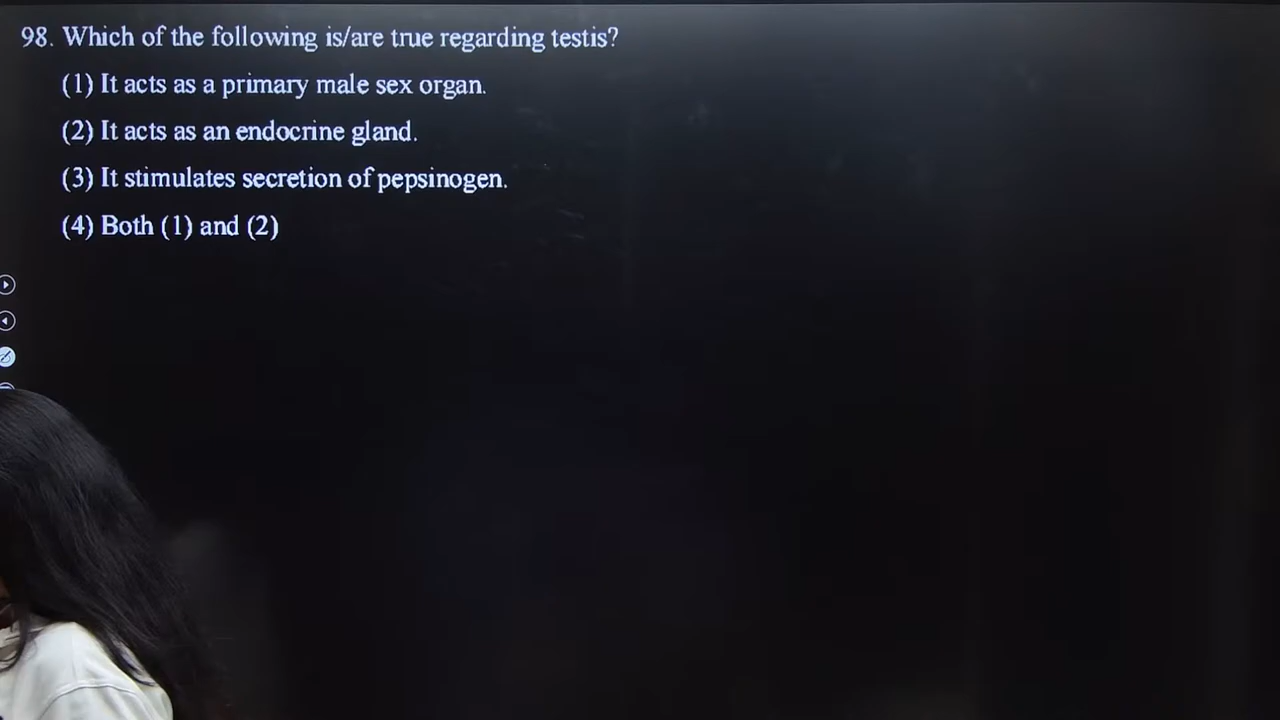 98. Which of the following is/are true regarding testis?
(1) It acts as a primary male sex organ.
(2) It acts as an endocrine gland.
(3) It stimulates secretion of pepsinogen.
(4) Both (1) and (2)